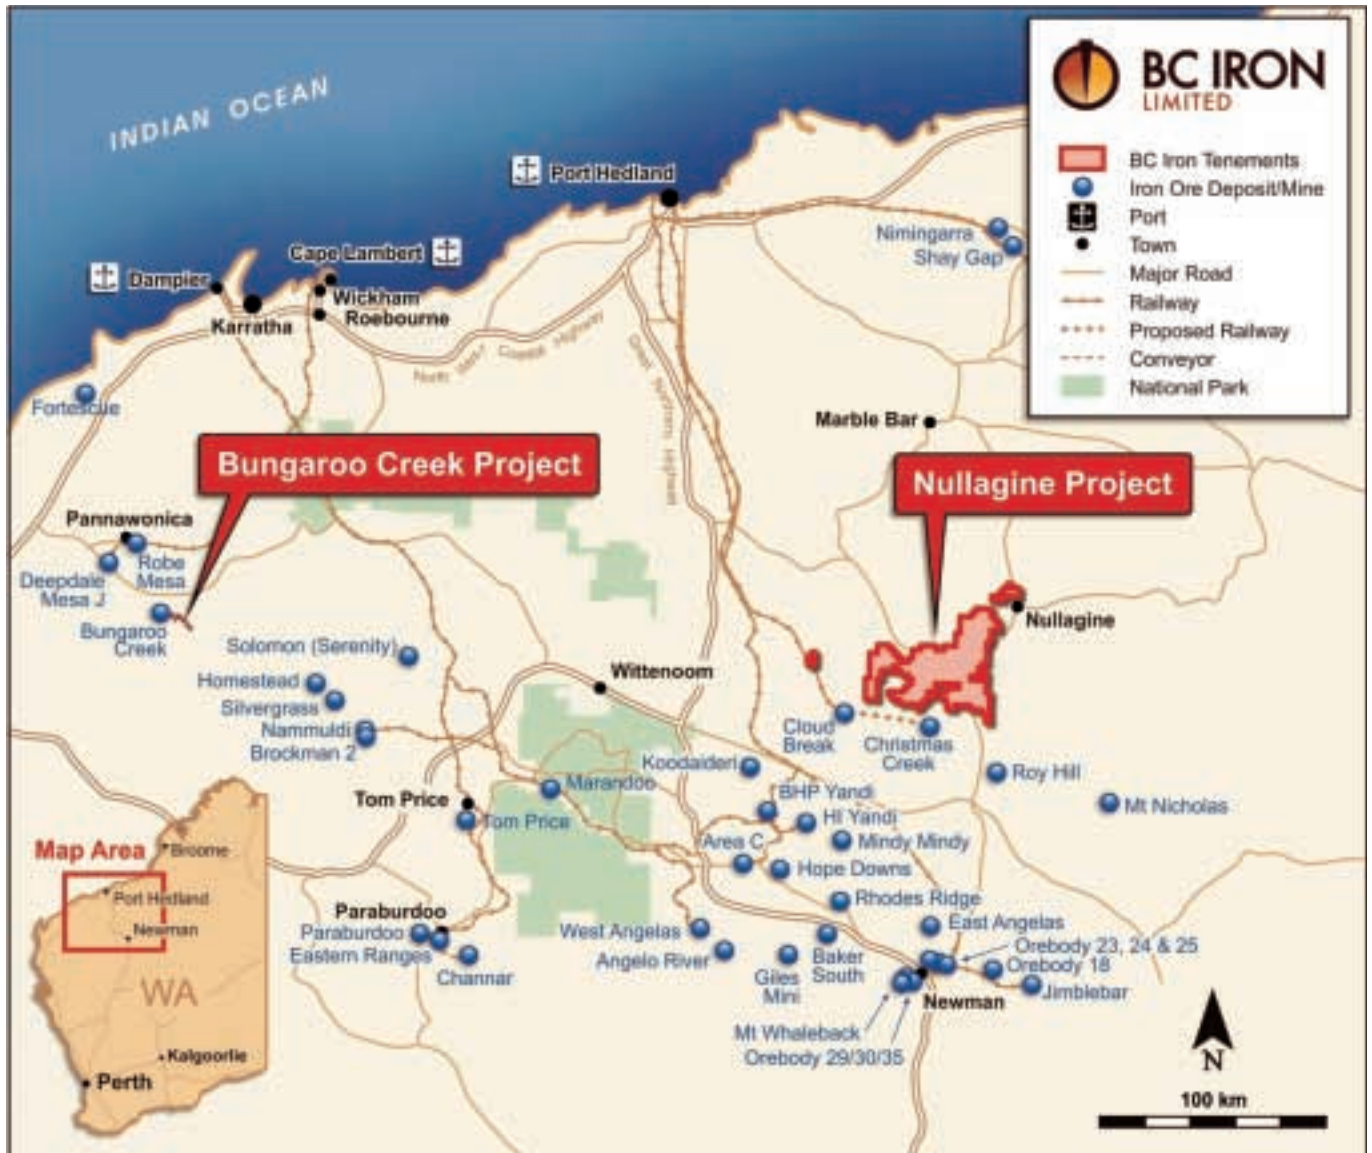 BC IRON
LIMITED
BC Iron Tenements
Iron Ore Deposit/Mine
Port
Town
Major Road
Railway
Proposed Railway
Conveyor
National Park
INDIAN OCEAN
Port Hedland
Cape Lambert
Dampier
Wickham
Karratha
Roebourne
North West Coastal Highway
Great Northern Highway
Nimingarra
Shay Gap
Fortescue
Marble Bar
Bungaroo Creek Project
Nullagine Project
Pannawonica
Robe
Mesa
Deepdale
Mesa J
Bungaroo
Creek
Nullagine
Solomon (Serenity)
Wittenoom
Homestead
Silvergrass
Nammuldi
Brockman 2
Cloud
Break
Christmas
Creek
Koodaideri
Roy Hill
Marandoo
BHP Yandi
Mt Nicholas
Tom Price
Tom Price
HI Yandi
Area C
Mindy Mindy
Hope Downs
Rhodes Ridge
Paraburdoo
Paraburdoo
Eastern Ranges
Channar
West Angelas
Angelo River
East Angelas
Baker
South
Giles
Mini
Orebody 23, 24 & 25
Orebody 18
Jimblebar
Newman
Mt Whaleback
Orebody 29/30/35
Map Area
Broome
Port Hedland
Newman
WA
Kalgoorlie
Perth
N
100 km